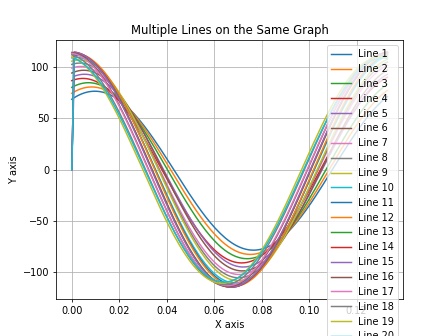 Multiple Lines on the Same Graph
Y axis
100
50
0
−50
−100
0.00
0.02
0.04
0.06
0.08
0.10
X axis
Line 1
Line 2
Line 3
Line 4
Line 5
Line 6
Line 7
Line 8
Line 9
Line 10
Line 11
Line 12
Line 13
Line 14
Line 15
Line 16
Line 17
Line 18
Line 19
Line 20